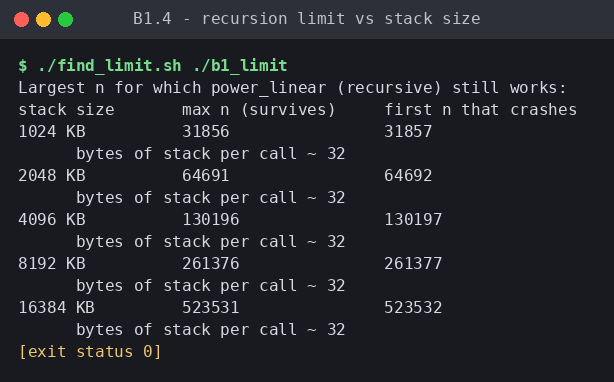 B1.4 - recursion limit vs stack size
$ ./find_limit.sh ./b1_limit
Largest n for which power_linear (recursive) still works:
stack size       max n (survives)     first n that crashes
1024 KB          31856                31857
      bytes of stack per call ~ 32
2048 KB          64691                64692
      bytes of stack per call ~ 32
4096 KB          130196               130197
      bytes of stack per call ~ 32
8192 KB          261376               261377
      bytes of stack per call ~ 32
16384 KB         523531               523532
      bytes of stack per call ~ 32
[exit status 0]